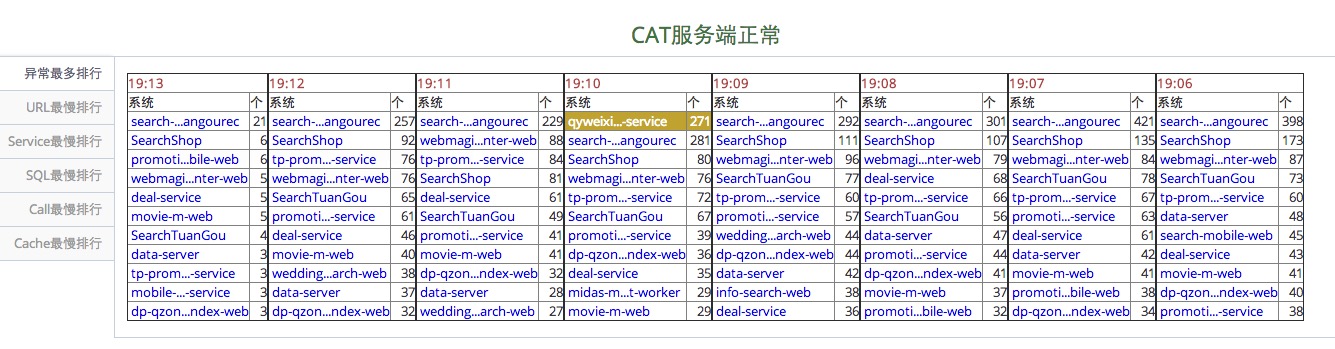 CAT服务端正常
异常最多排行
URL最慢排行
Service最慢排行
SQL最慢排行
Call最慢排行
Cache最慢排行
19:13 19:12 19:11 19:10 19:09 19:08 19:07 19:06
系统 个 系统 个 系统 个 系统 个 系统 个 系统 个 系统 个 系统 个
search-...angourec 21 search-...angourec 257 search-...angourec 229 qyweixi...-service 271 search-...angourec 292 search-...angourec 301 search-...angourec 421 search-...angourec 398
SearchShop 6 SearchShop 92 webmagi...nter-web 88 search-...angourec 281 SearchShop 111 SearchShop 107 SearchShop 135 SearchShop 173
promoti...bile-web 6 tp-prom...-service 76 tp-prom...-service 84 SearchShop 80 webmagi...nter-web 96 webmagi...nter-web 79 webmagi...nter-web 84 webmagi...nter-web 87
webmagi...nter-web 5 webmagi...nter-web 76 SearchShop 81 webmagi...nter-web 76 SearchTuanGou 77 deal-service 68 SearchTuanGou 78 SearchTuanGou 73
deal-service 5 SearchTuanGou 65 deal-service 61 tp-prom...-service 72 tp-prom...-service 60 tp-prom...-service 66 tp-prom...-service 67 tp-prom...-service 60
movie-m-web 5 promoti...-service 61 SearchTuanGou 49 SearchTuanGou 67 promoti...-service 57 SearchTuanGou 56 promoti...-service 63 data-server 48
SearchTuanGou 4 deal-service 46 promoti...-service 41 promoti...-service 39 wedding...arch-web 44 data-server 47 deal-service 61 search-mobile-web 45
data-server 3 movie-m-web 40 movie-m-web 41 dp-qzon...ndex-web 36 dp-qzon...ndex-web 44 promoti...-service 44 data-server 42 deal-service 43
tp-prom...-service 3 wedding...arch-web 38 dp-qzon...ndex-web 32 deal-service 35 data-server 42 dp-qzon...ndex-web 41 movie-m-web 41 movie-m-web 41
mobile-...-service 3 data-server 37 data-server 28 midas-m...t-worker 29 info-search-web 38 movie-m-web 37 promoti...bile-web 38 dp-qzon...ndex-web 40
dp-qzon...ndex-web 3 dp-qzon...ndex-web 32 wedding...arch-web 27 movie-m-web 29 deal-service 36 promoti...bile-web 32 dp-qzon...ndex-web 34 promoti...-service 38